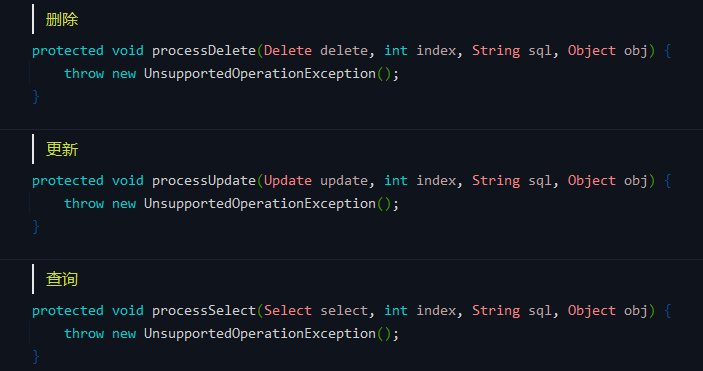 删除
protected void processDelete(Delete delete, int index, String sql, Object obj) {
    throw new UnsupportedOperationException();
}
更新
protected void processUpdate(Update update, int index, String sql, Object obj) {
    throw new UnsupportedOperationException();
}
查询
protected void processSelect(Select select, int index, String sql, Object obj) {
    throw new UnsupportedOperationException();
}